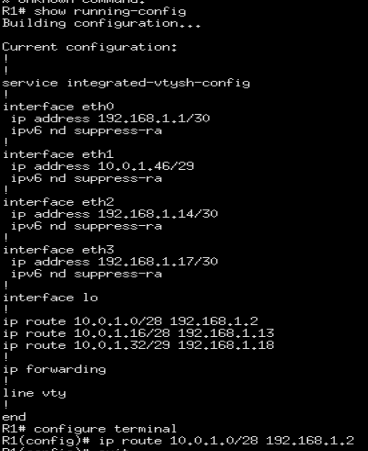 % Unknown command.
R1# show running-config
Building configuration...
Current configuration:
!
!
service integrated-vtysh-config
!
interface eth0
ip address 192.168.1.1/30
ipv6 nd suppress-ra
!
interface eth1
ip address 10.0.1.46/29
ipv6 nd suppress-ra
!
interface eth2
ip address 192.168.1.14/30
ipv6 nd suppress-ra
!
interface eth3
ip address 192.168.1.17/30
ipv6 nd suppress-ra
!
interface lo
!
ip route 10.0.1.0/28 192.168.1.2
ip route 10.0.1.16/28 192.168.1.13
ip route 10.0.1.32/29 192.168.1.18
!
ip forwarding
!
line vty
!
end
R1# configure terminal
R1(config)# ip route 10.0.1.0/28 192.168.1.2
R1(config)# exit